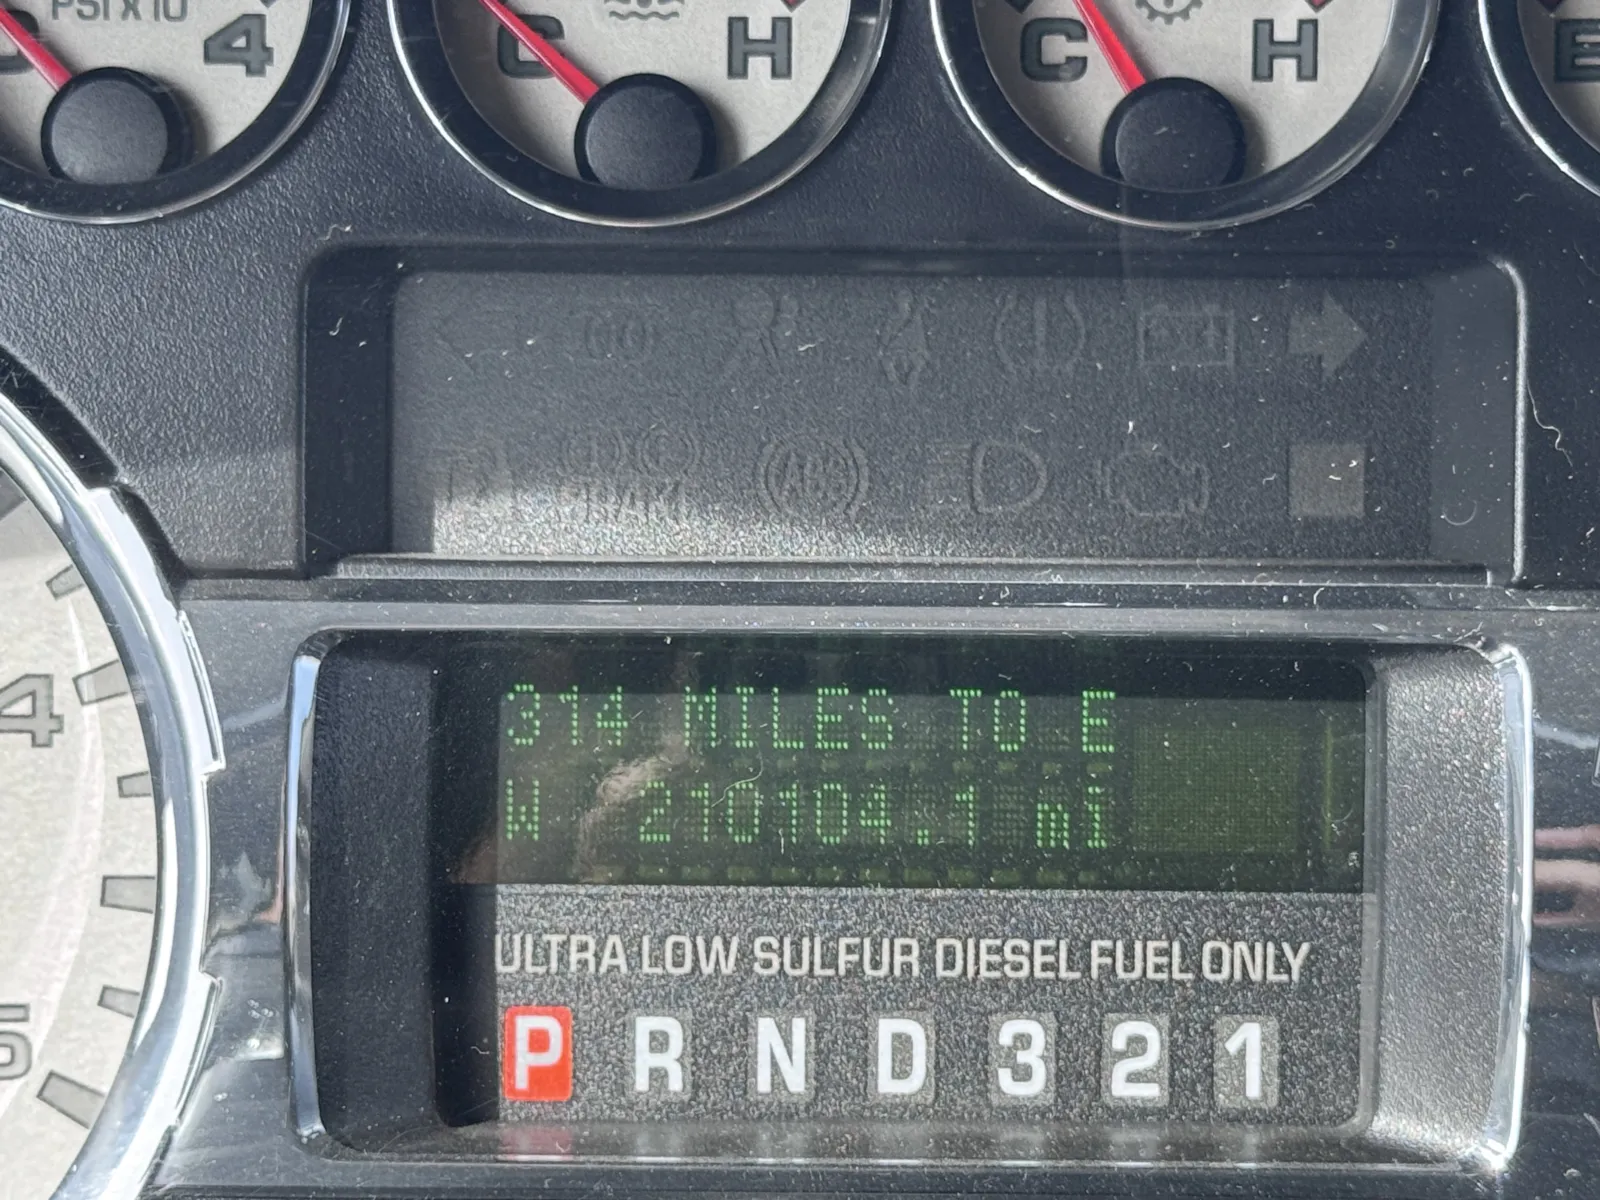 PSI X 10
4
C H
C H
E
ABS
4
314 MILES TO E
W 210104.1 mi
ULTRA LOW SULFUR DIESEL FUEL ONLY
P R N D 3 2 1